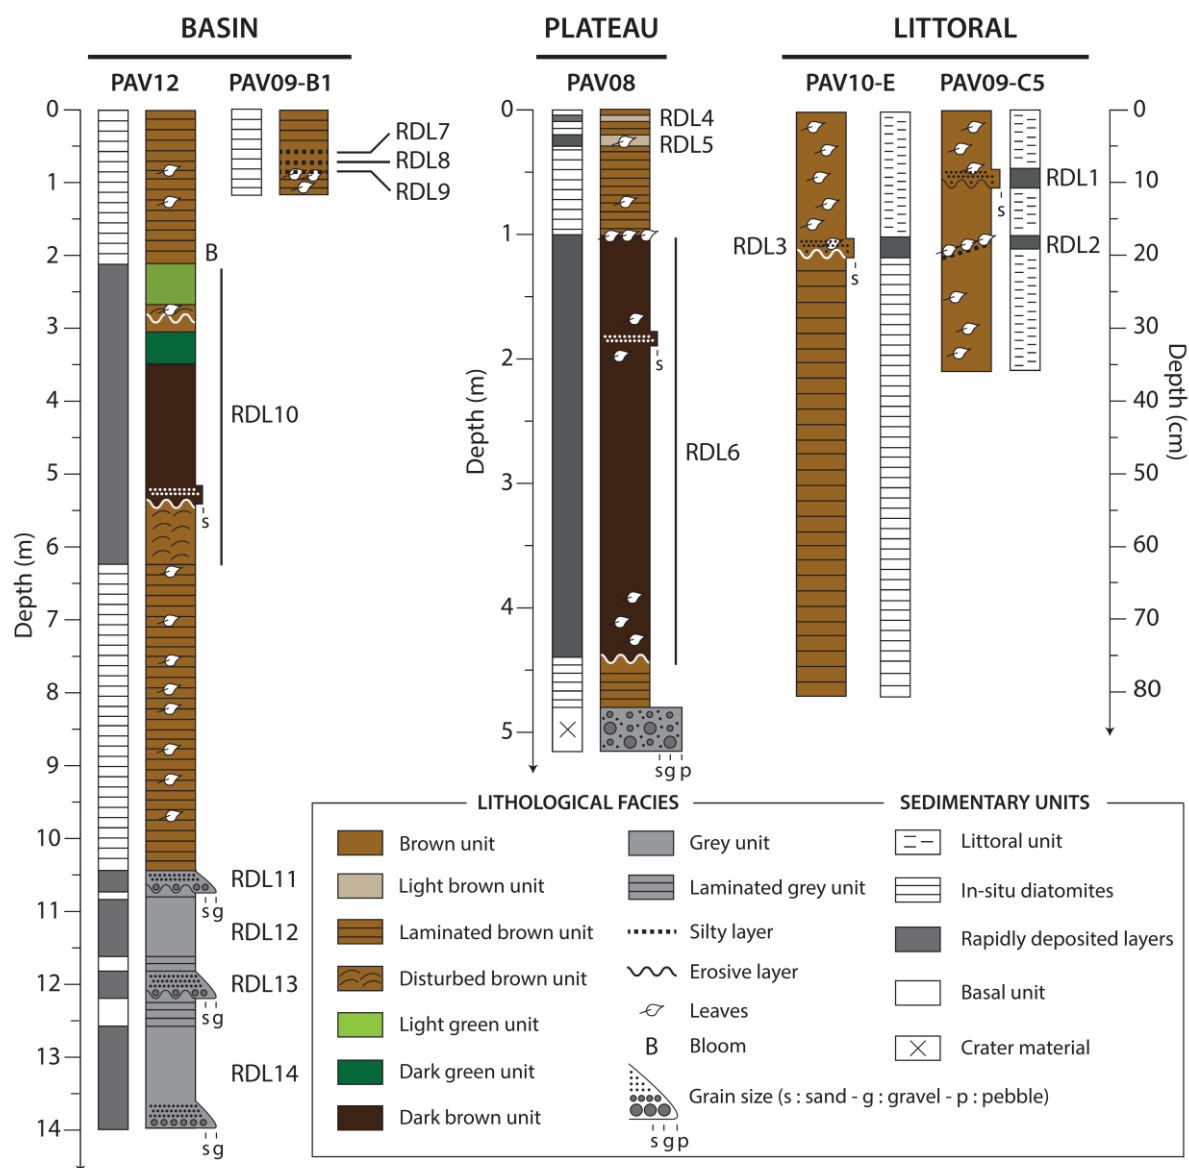 BASIN
PLATEAU
LITTORAL
PAV12
PAV09-B1
PAV08
PAV10-E
PAV09-C5
Depth (m)
0
1
2
3
4
5
6
7
8
9
10
11
12
13
14
B
s
s g
s g
s g
RDL7
RDL8
RDL9
RDL10
RDL11
RDL12
RDL13
RDL14
Depth (m)
0
1
2
3
4
5
RDL4
RDL5
RDL6
s
s g p
RDL3
s
s
RDL1
RDL2
0
10
20
30
40
50
60
70
80
Depth (cm)
LITHOLOGICAL FACIES
SEDIMENTARY UNITS
Brown unit
Light brown unit
Laminated brown unit
Disturbed brown unit
Light green unit
Dark green unit
Dark brown unit
Grey unit
Laminated grey unit
Silty layer
Erosive layer
Leaves
B Bloom
Grain size (s : sand - g : gravel - p : pebble)
s g p
Littoral unit
In-situ diatomites
Rapidly deposited layers
Basal unit
Crater material